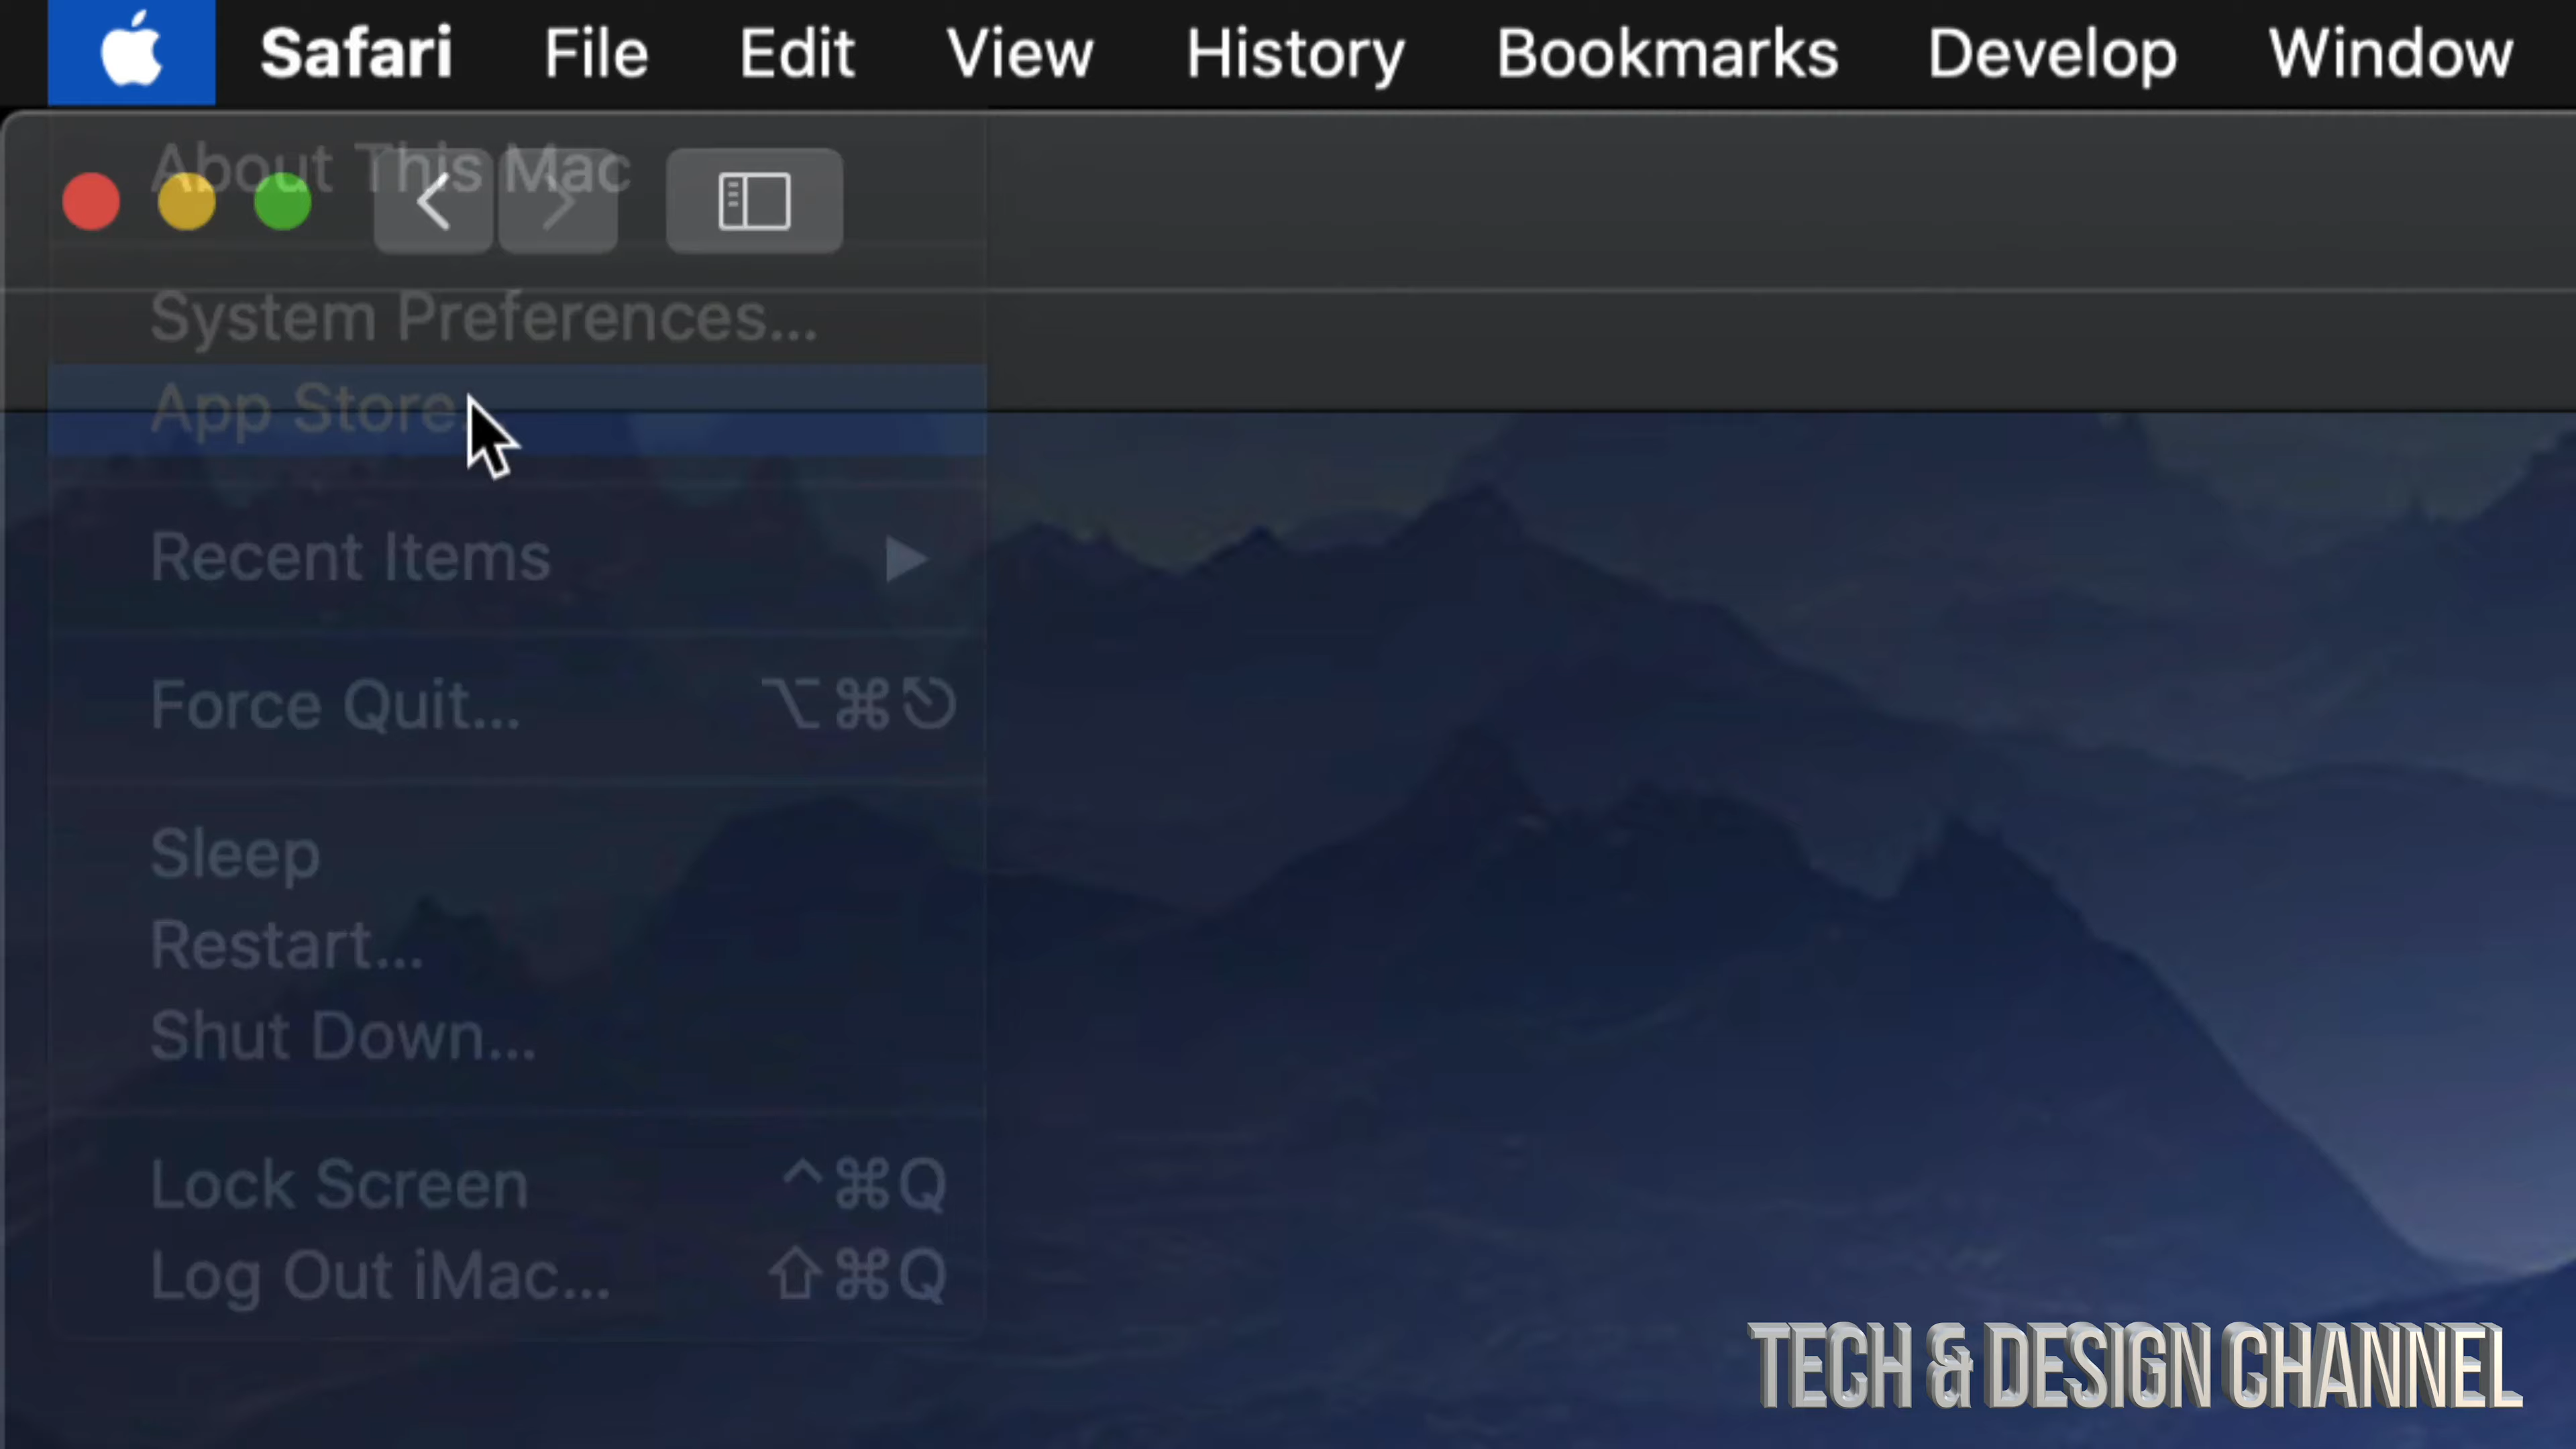 Safari File Edit View History Bookmarks Develop Window
About This Mac
System Preferences...
App Store.
Recent Items ▶
Force Quit... ⌥⌘⎋
Sleep
Restart...
Shut Down...
Lock Screen ^⌘Q
Log Out iMac... ⇧⌘Q
TECH & DESIGN CHANNEL